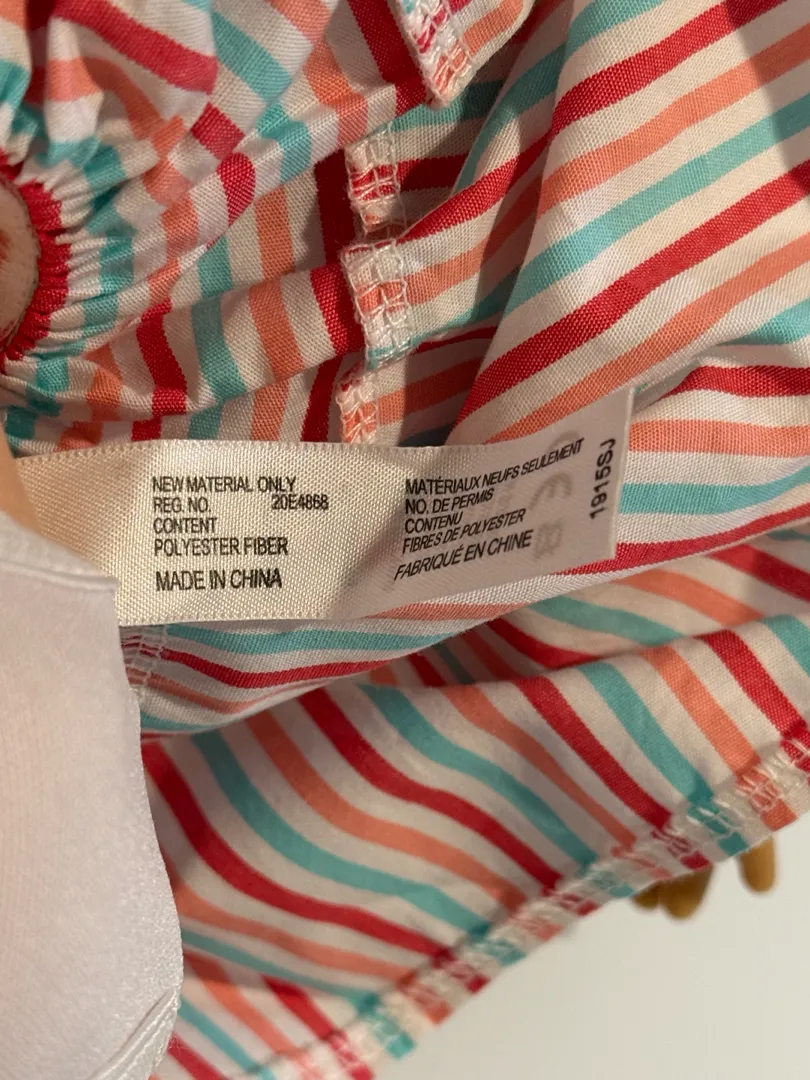 NEW MATERIAL ONLY
REG. NO. 20E4868
CONTENT
POLYESTER FIBER
MADE IN CHINA
MATÉRIAUX NEUFS SEULEMENT
NO. DE PERMIS
CONTENU
FIBRES DE POLYESTER
FABRIQUÉ EN CHINE
1915SJ